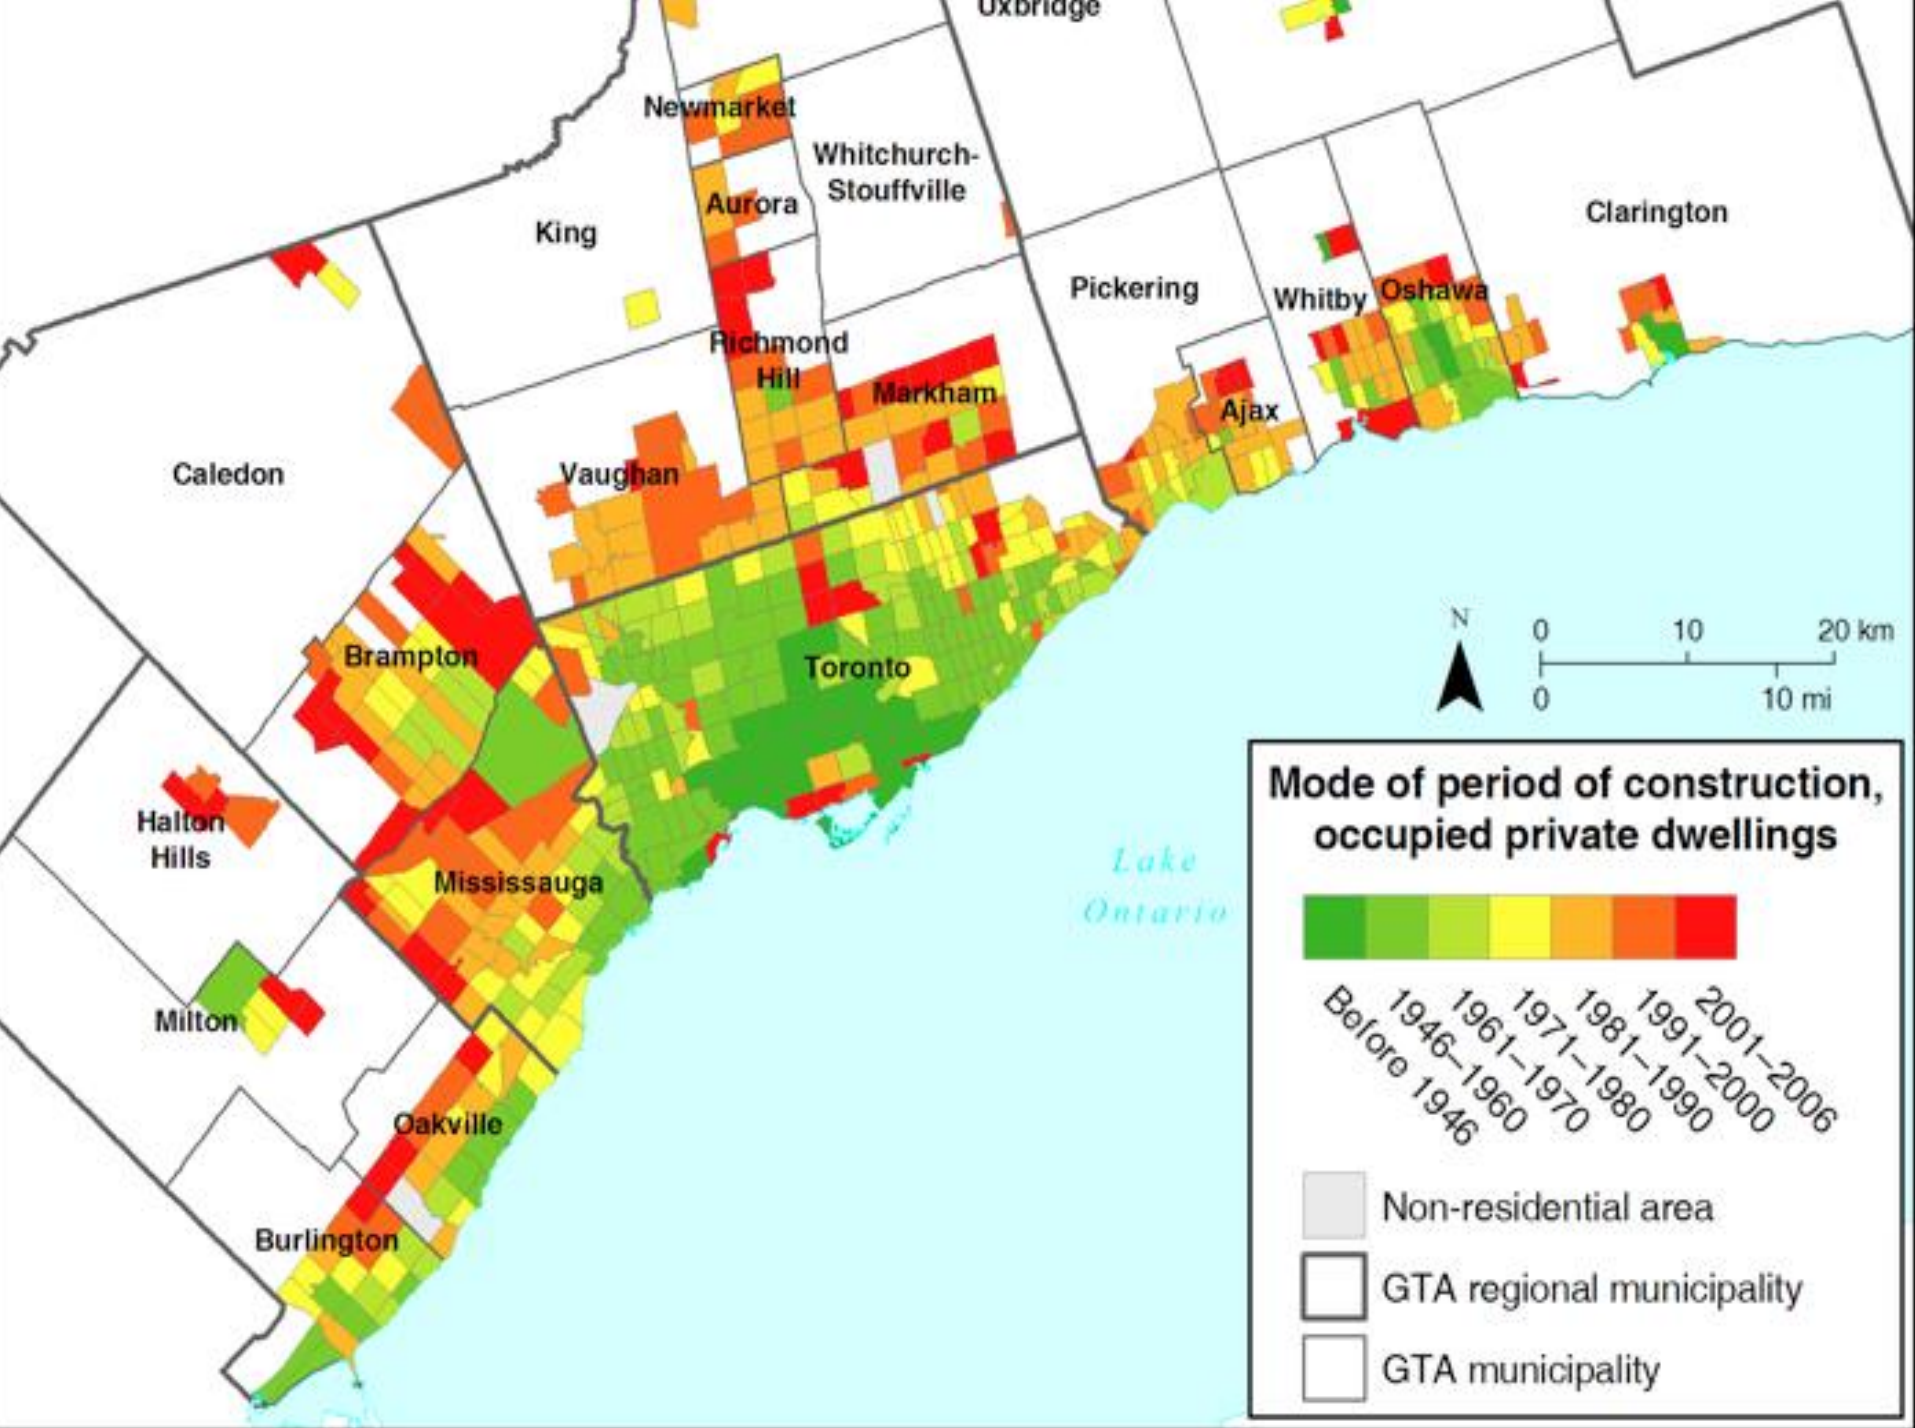 Uxbridge
Newmarket
Whitchurch-
Stouffville
Aurora
King
Clarington
Pickering
Whitby
Oshawa
Richmond
Hill
Markham
Ajax
Caledon
Vaughan
Brampton
Toronto
Halton
Hills
Mississauga
Milton
Oakville
Burlington
Lake
Ontario
N
0 10 20 km
0 10 mi
Mode of period of construction,
occupied private dwellings
Before 1946
1946–1960
1961–1970
1971–1980
1981–1990
1991–2000
2001–2006
Non-residential area
GTA regional municipality
GTA municipality